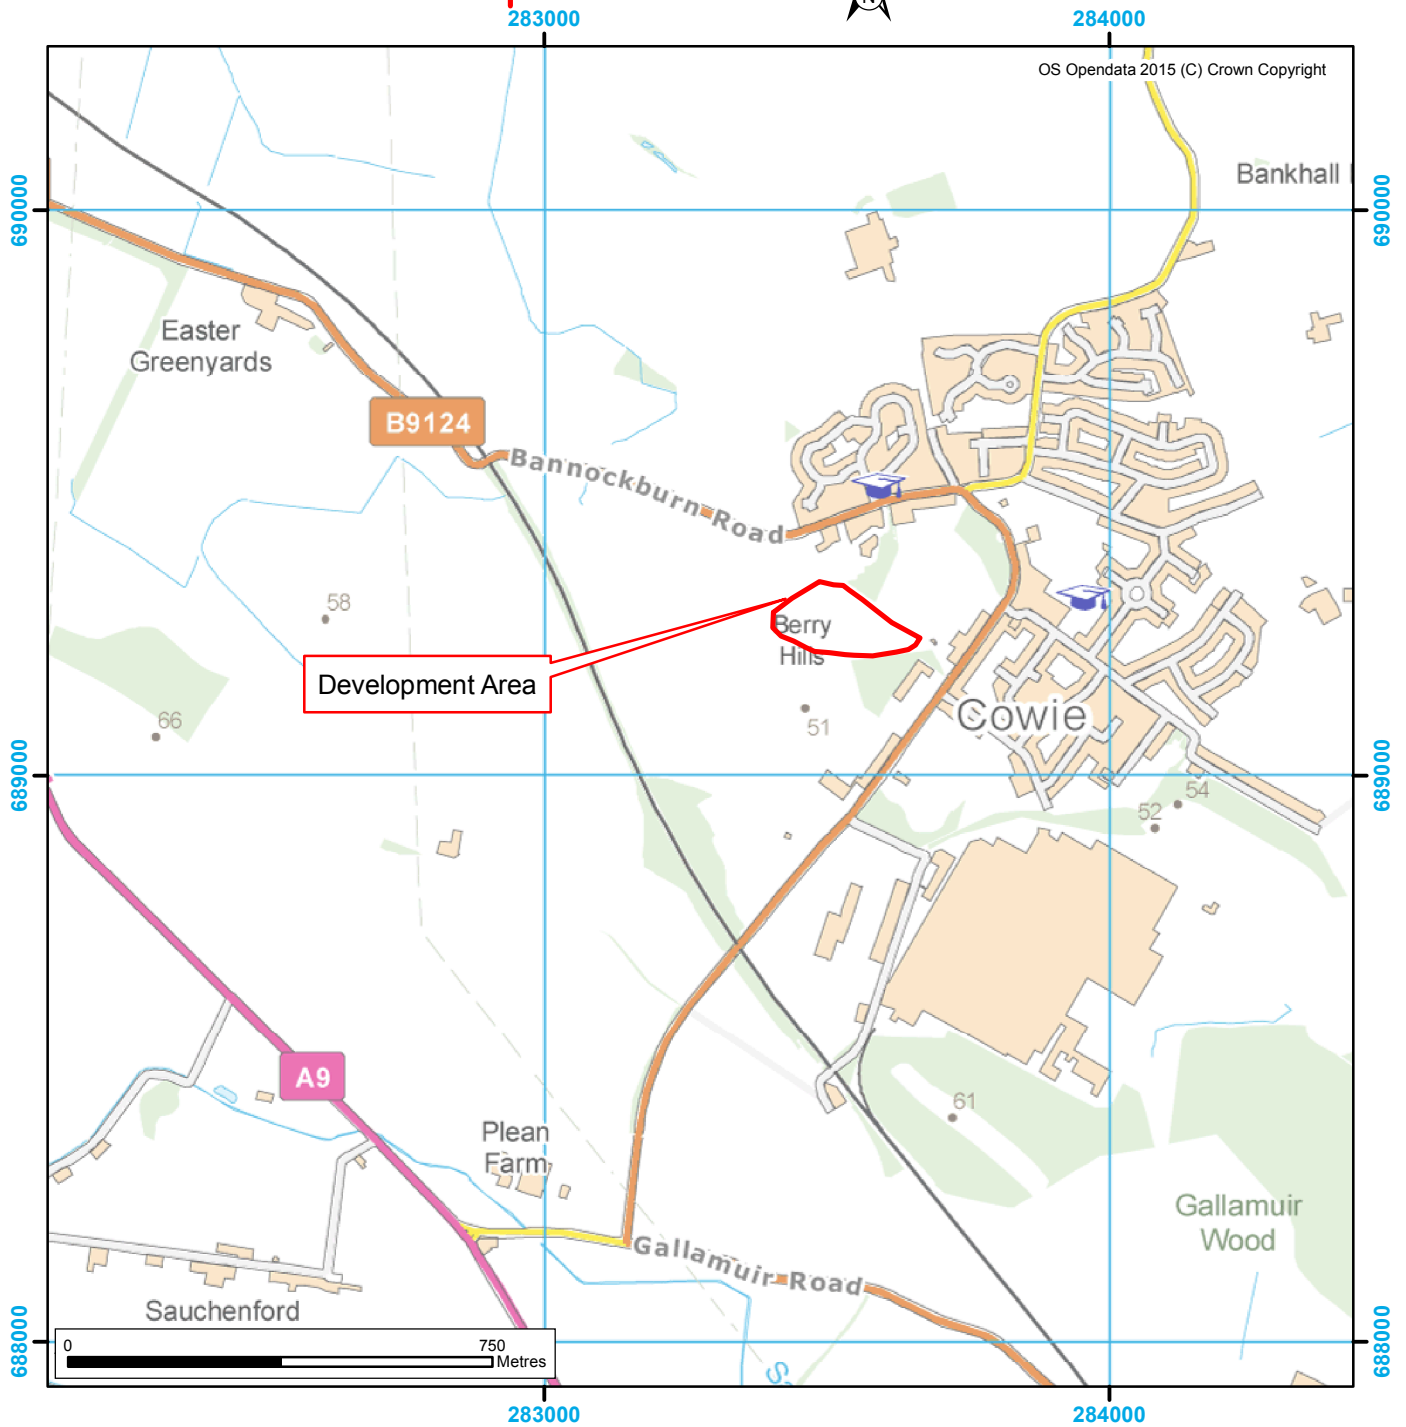 N
283000
284000
OS Opendata 2015 (C) Crown Copyright
Bankhall
690000
690000
Easter
Greenyards
B9124
Bannockburn Road
58
Berry
Hills
Development Area
66
51
Cowie
689000
689000
54
52
A9
61
Plean
Farm
Gallamuir
Wood
Gallamuir Road
Sauchenford
688000
688000
0
750
Metres
283000
284000